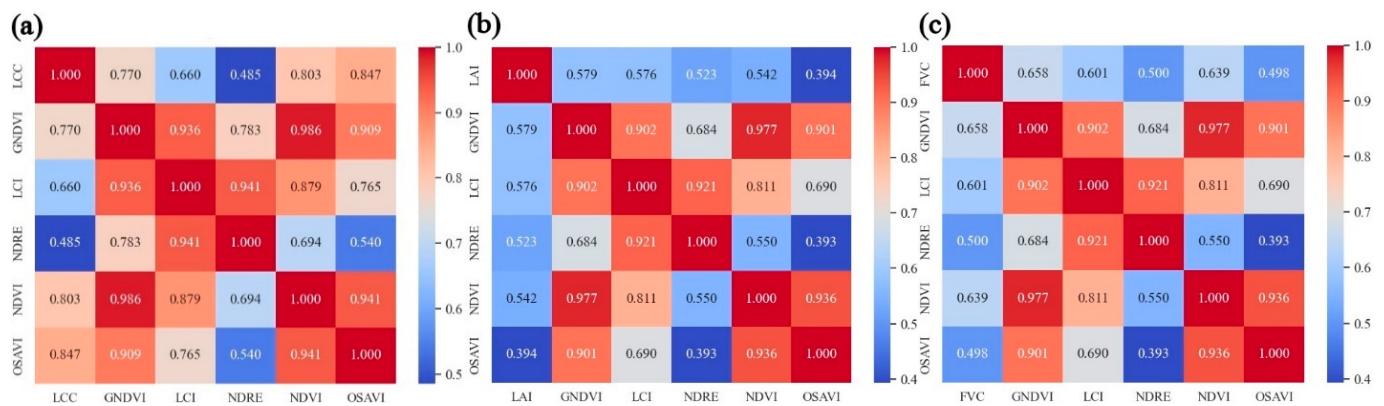 (a)
LCC 1.000 0.770 0.660 0.485 0.803 0.847
GNDVI 0.770 1.000 0.936 0.783 0.986 0.909
LCI 0.660 0.936 1.000 0.941 0.879 0.765
NDRE 0.485 0.783 0.941 1.000 0.694 0.540
NDVI 0.803 0.986 0.879 0.694 1.000 0.941
OSAVI 0.847 0.909 0.765 0.540 0.941 1.000
LCC GNDVI LCI NDRE NDVI OSAVI
1.0
0.9
0.8
0.7
0.6
0.5
(b)
LAI 1.000 0.579 0.576 0.523 0.542 0.394
GNDVI 0.579 1.000 0.902 0.684 0.977 0.901
LCI 0.576 0.902 1.000 0.921 0.811 0.690
NDRE 0.523 0.684 0.921 1.000 0.550 0.393
NDVI 0.542 0.977 0.811 0.550 1.000 0.936
OSAVI 0.394 0.901 0.690 0.393 0.936 1.000
LAI GNDVI LCI NDRE NDVI OSAVI
1.0
0.9
0.8
0.7
0.6
0.5
0.4
(c)
FVC 1.000 0.658 0.601 0.500 0.639 0.498
GNDVI 0.658 1.000 0.902 0.684 0.977 0.901
LCI 0.601 0.902 1.000 0.921 0.811 0.690
NDRE 0.500 0.684 0.921 1.000 0.550 0.393
NDVI 0.639 0.977 0.811 0.550 1.000 0.936
OSAVI 0.498 0.901 0.690 0.393 0.936 1.000
FVC GNDVI LCI NDRE NDVI OSAVI
1.0
0.9
0.8
0.7
0.6
0.5
0.4